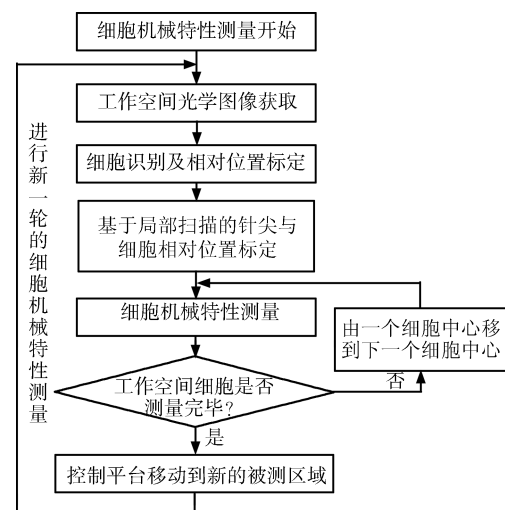 细胞机械特性测量开始
工作空间光学图像获取
细胞识别及相对位置标定
基于局部扫描的针尖与
细胞相对位置标定
细胞机械特性测量
由一个细胞中心移
到下一个细胞中心
工作空间细胞是否
测量完毕?
否
是
控制平台移动到新的被测区域
进行新一轮的细胞机械特性测量